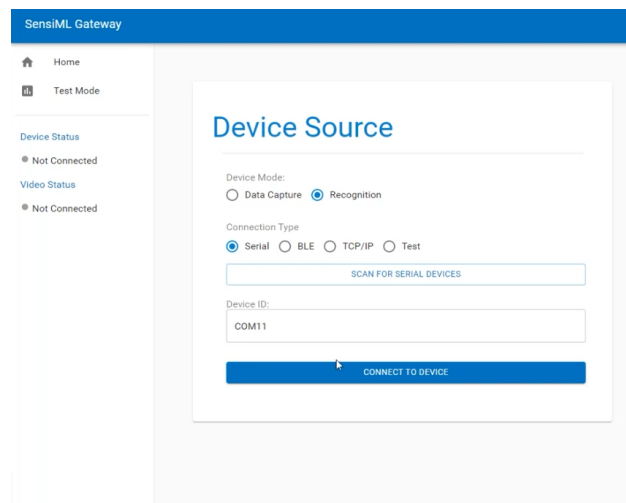 SensiML Gateway
Home
Test Mode
Device Status
Not Connected
Video Status
Not Connected
Device Source
Device Mode:
Data Capture Recognition
Connection Type
Serial BLE TCP/IP Test
SCAN FOR SERIAL DEVICES
Device ID:
COM11
CONNECT TO DEVICE